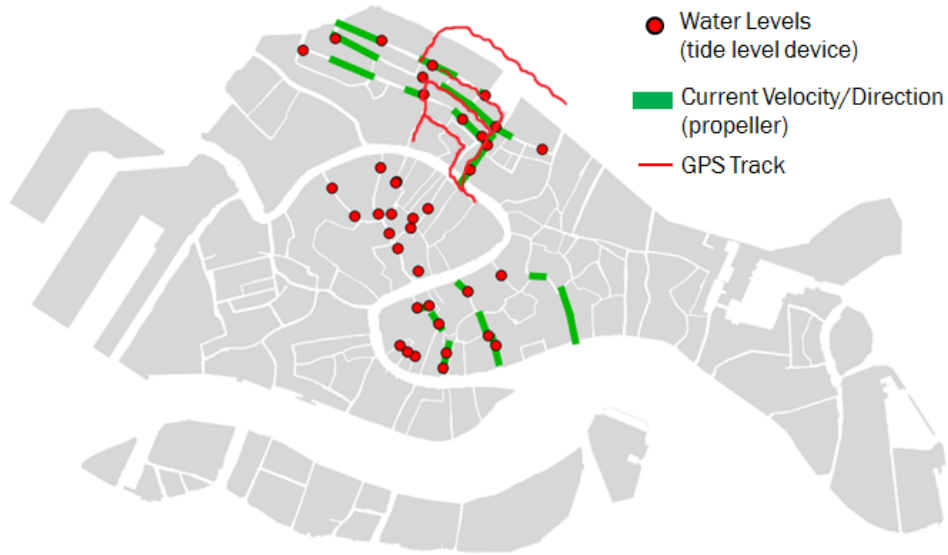 Water Levels
(tide level device)
Current Velocity/Direction
(propeller)
GPS Track